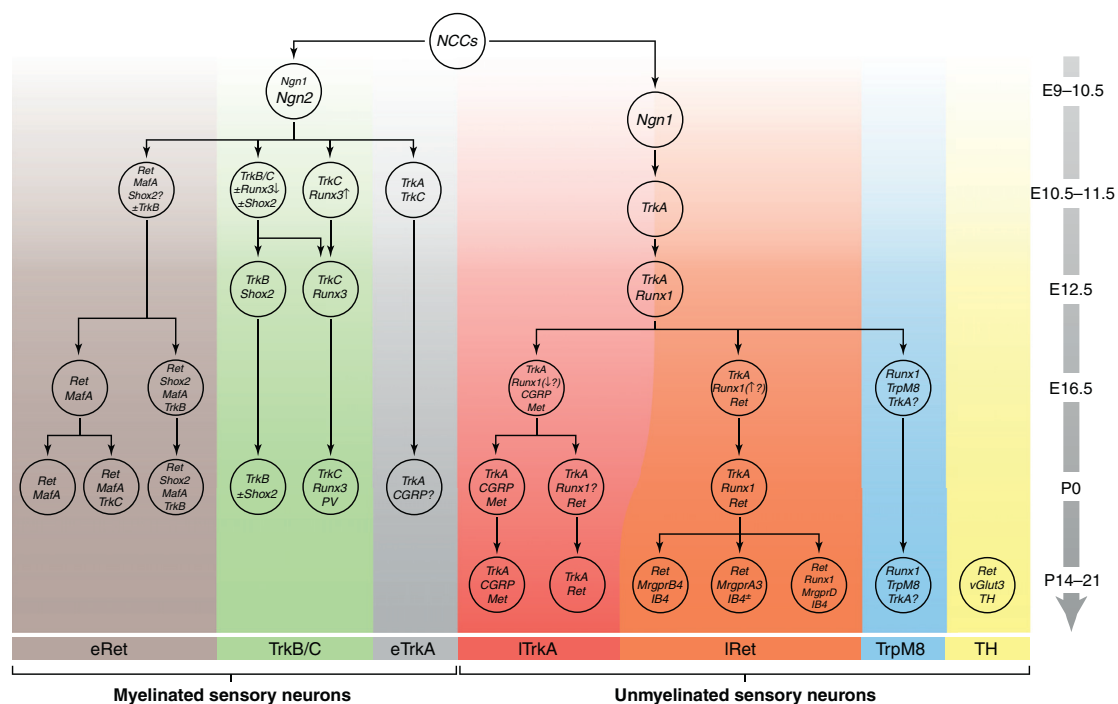 NCCs
Ngn1
Ngn2
E9–10.5
Ngn1
Ret
MafA
Shox2?
±TrkB
TrkB/C
±Runx3↓
±Shox2
TrkC
Runx3↑
TrkA
TrkC
TrkA
E10.5–11.5
TrkB
Shox2
TrkC
Runx3
TrkA
Runx1
E12.5
Ret
MafA
Ret
Shox2
MafA
TrkB
TrkA
Runx1(↓?)
CGRP
Met
TrkA
Runx1(↑?)
Ret
Runx1
TrpM8
TrkA?
E16.5
Ret
MafA
Ret
MafA
TrkC
Ret
Shox2
MafA
TrkB
TrkB
±Shox2
TrkC
Runx3
PV
TrkA
CGRP?
TrkA
CGRP
Met
TrkA
Runx1?
Ret
TrkA
Runx1
Ret
P0
TrkA
CGRP
Met
TrkA
Ret
Ret
MrgprB4
IB4
Ret
MrgprA3
IB4±
Ret
Runx1
MrgprD
IB4
Runx1
TrpM8
TrkA?
Ret
vGlut3
TH
P14–21
eRet
TrkB/C
eTrkA
lTrkA
lRet
TrpM8
TH
Myelinated sensory neurons
Unmyelinated sensory neurons